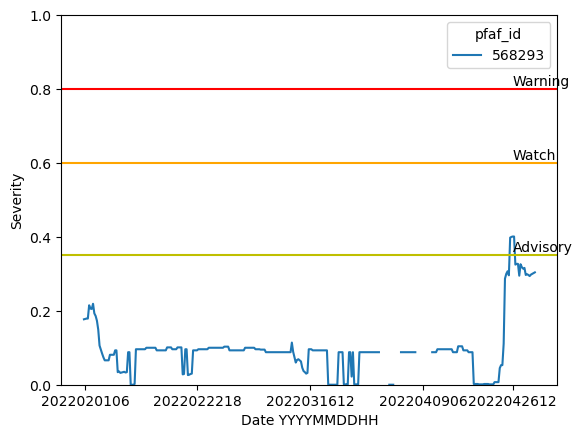 pfaf_id
568293
1.0
0.8
0.6
0.4
0.2
0.0
Severity
Warning
Watch
Advisory
2022020106
2022022218
2022031612
2022040906
2022042612
Date YYYYMMDDHH